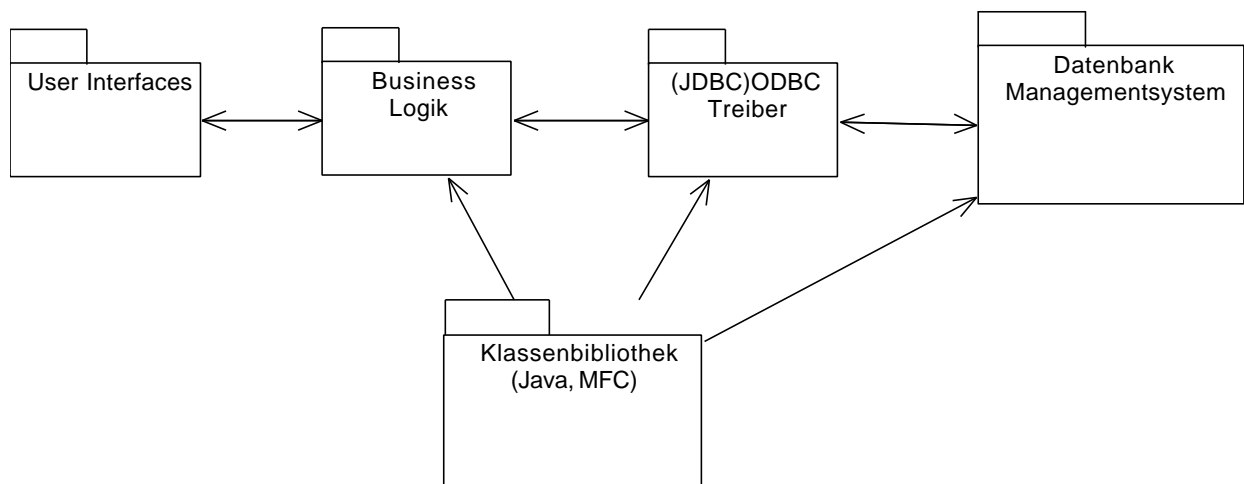 User Interfaces
Business
Logik
(JDBC)ODBC
Treiber
Datenbank
Managementsystem
Klassenbibliothek
(Java, MFC)